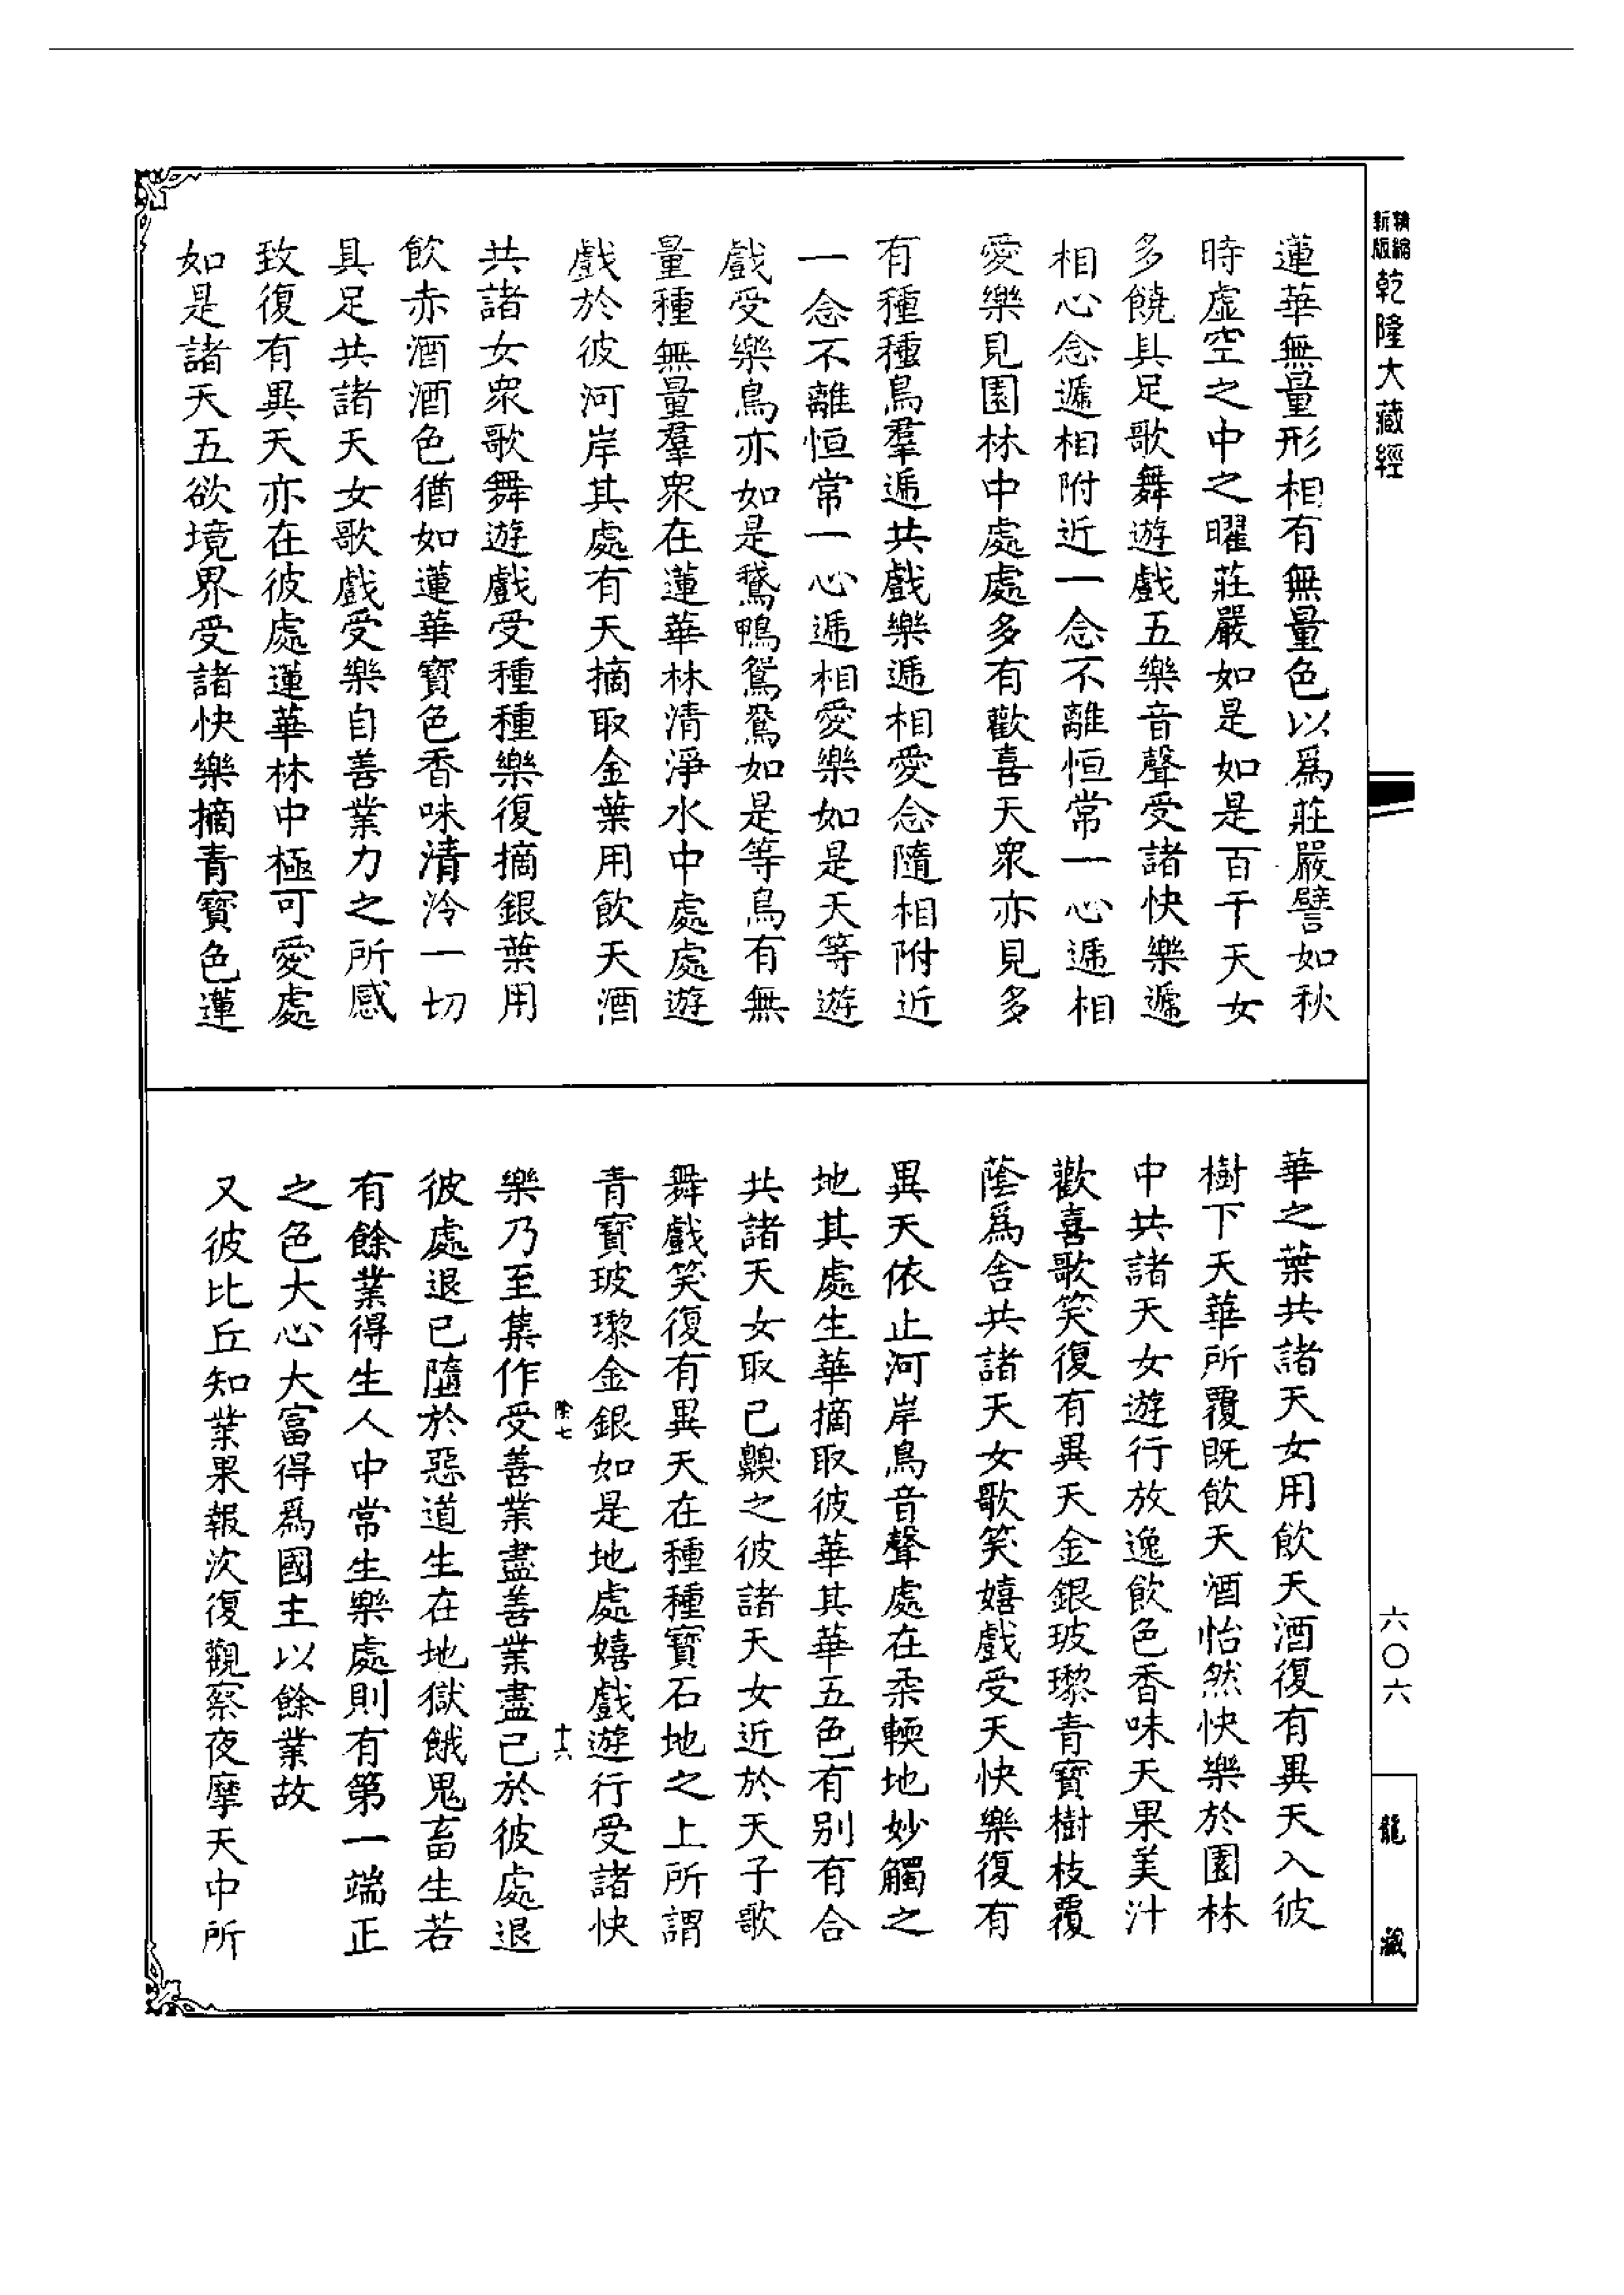 精縮新版乾隆大藏經
蓮華無量形相有無量色以爲莊嚴譬如秋
時虛空之中之曜莊嚴如是如是百千天女
多饒具足歌舞遊戲五樂音聲受諸快樂遞
相心念遞相附近一念不離恒常一心遞相
愛樂見園林中處處多有歡喜天衆亦見多
有種種鳥羣遞共戲樂遞相愛念隨相附近
一念不離恒常一心遞相愛樂如是天等遊
戲受樂鳥亦如是鵝鴨鴛鴦如是等鳥有無
量種無量羣衆在蓮華林清淨水中處處遊
戲於彼河岸其處有天摘取金葉用飲天酒
共諸女衆歌舞遊戲受種種樂復摘銀葉用
飲赤酒酒色猶如蓮華寶色香味清泠一切
具足共諸天女歌戲受樂自善業力之所感
致復有異天亦在彼處蓮華林中極可愛處
如是諸天五欲境界受諸快樂摘青寶色蓮
華之葉共諸天女用飲天酒復有異天入彼
樹下天華所覆既飲天酒怡然快樂於園林
中共諸天女遊行放逸飲色香味天果美汁
歡喜歌笑復有異天金銀玻瓈青寶樹枝覆
蔭爲舍共諸天女歌笑嬉戲受天快樂復有
異天依止河岸鳥音聲處在柔輭地妙觸之
地其處生華摘取彼華其華五色有別有合
共諸天女取已齅之彼諸天女近於天子歌
舞戲笑復有異天在種種寶石地之上所謂
青寶玻瓈金銀如是地處嬉戲遊行受諸快
陰七
十六
樂乃至集作受善業盡善業盡已於彼處退
彼處退已墮於惡道生在地獄餓鬼畜生若
有餘業得生人中常生樂處則有第一端正
之色大心大富得爲國主以餘業故
又彼比丘知業果報次復觀察夜摩天中所
六〇六
龍藏